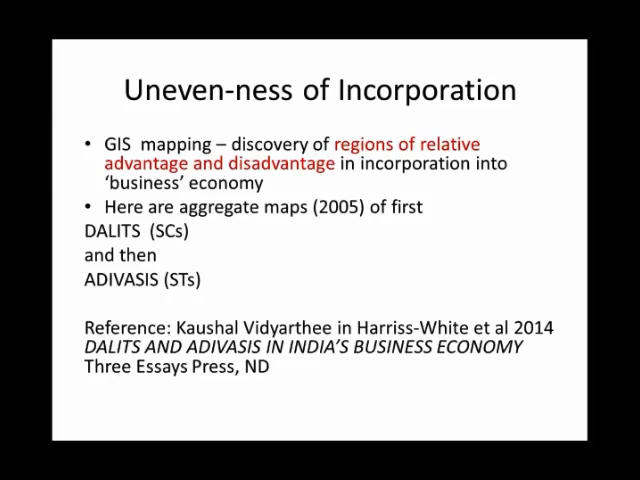 Uneven-ness of Incorporation
• GIS mapping – discovery of regions of relative
advantage and disadvantage in incorporation into
‘business’ economy
• Here are aggregate maps (2005) of first
DALITS (SCs)
and then
ADIVASIS (STs)
Reference: Kaushal Vidyarthee in Harriss-White et al 2014
DALITS AND ADIVASIS IN INDIA’S BUSINESS ECONOMY
Three Essays Press, ND